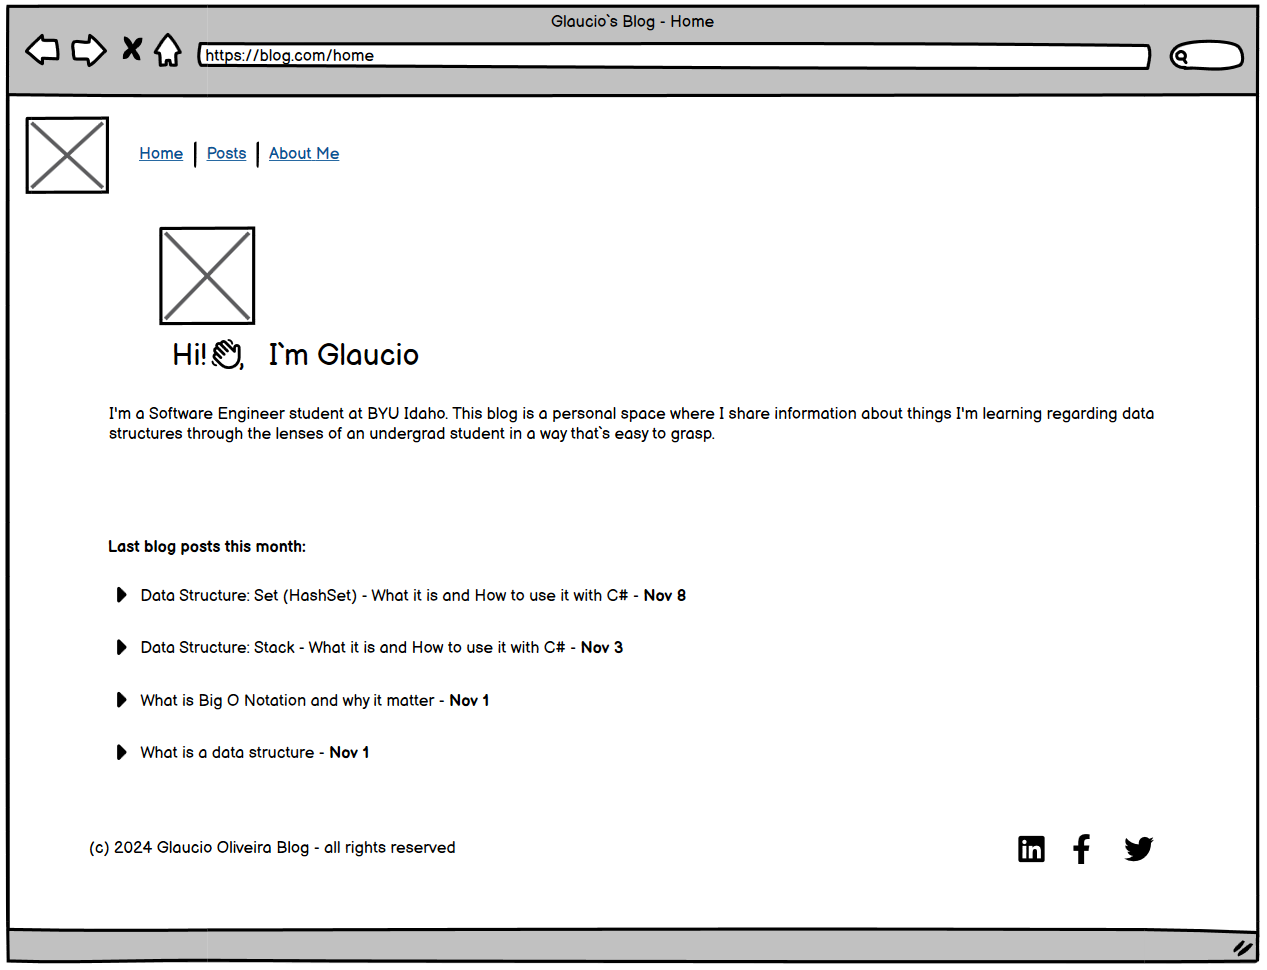 Glaucio`s Blog - Home
https://blog.com/home
Home
Posts
About Me
Hi! , I`m Glaucio
I'm a Software Engineer student at BYU Idaho. This blog is a personal space where I share information about things I'm learning regarding data
structures through the lenses of an undergrad student in a way that`s easy to grasp.
Last blog posts this month:
Data Structure: Set (HashSet) - What it is and How to use it with C# - Nov 8
Data Structure: Stack - What it is and How to use it with C# - Nov 3
What is Big O Notation and why it matter - Nov 1
What is a data structure - Nov 1
(c) 2024 Glaucio Oliveira Blog - all rights reserved
in